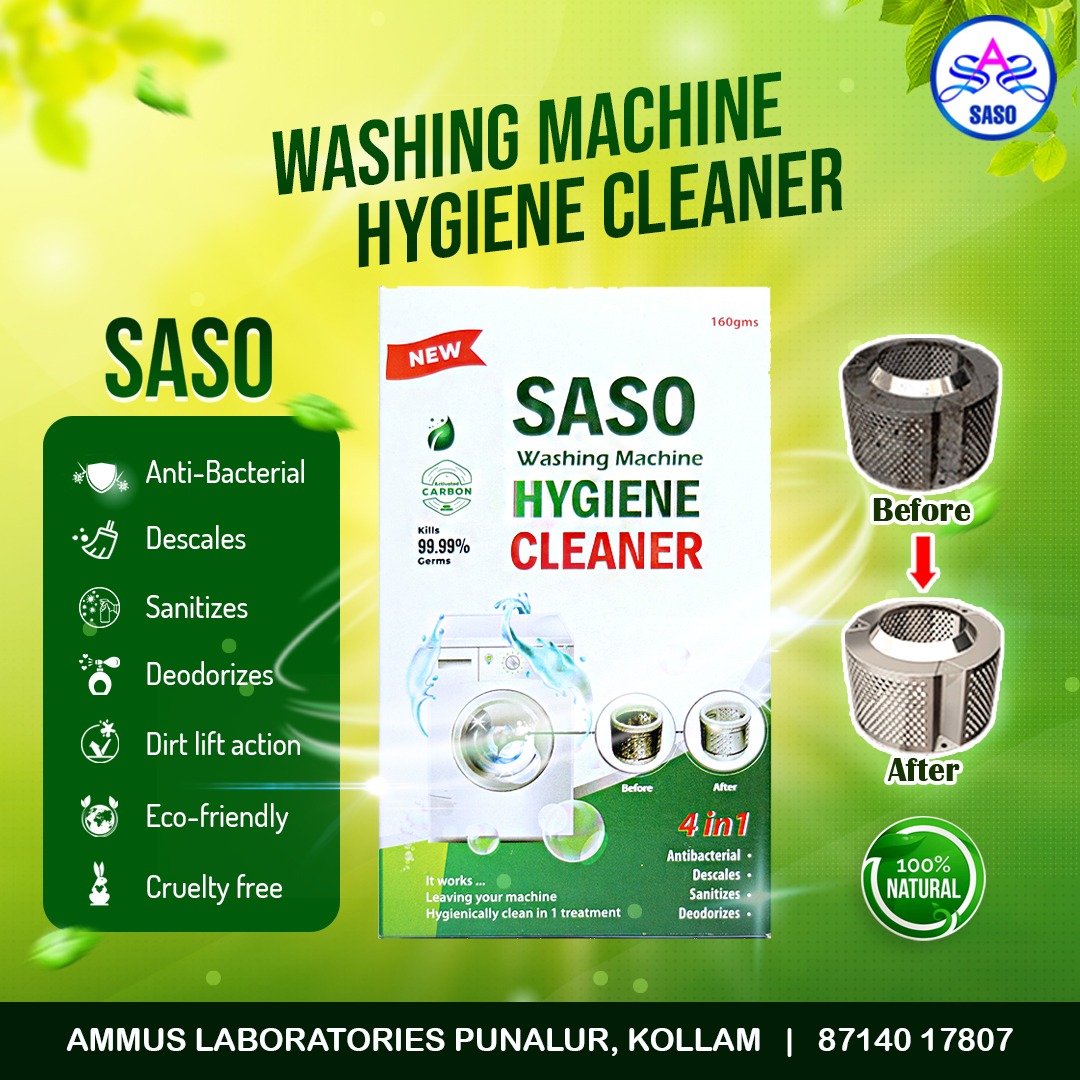 SASO
WASHING MACHINE
HYGIENE CLEANER
SASO
Anti-Bacterial
Descales
Sanitizes
Deodorizes
Dirt lift action
Eco-friendly
Cruelty free
160gms
NEW
SASO
Washing Machine
HYGIENE
CLEANER
Activated
CARBON
Kills
99.99%
Germs
Before
After
4 in 1
Antibacterial •
Descales •
Sanitizes •
Deodorizes •
It works ...
Leaving your machine
Hygienically clean in 1 treatment
Before
After
100%
NATURAL
AMMUS LABORATORIES PUNALUR, KOLLAM | 87140 17807